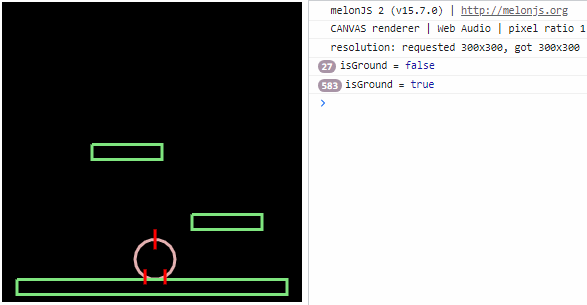 melonJS 2 (v15.7.0) | http://melonjs.org
CANVAS renderer | Web Audio | pixel ratio 1
resolution: requested 300x300, got 300x300
27 isGround = false
583 isGround = true